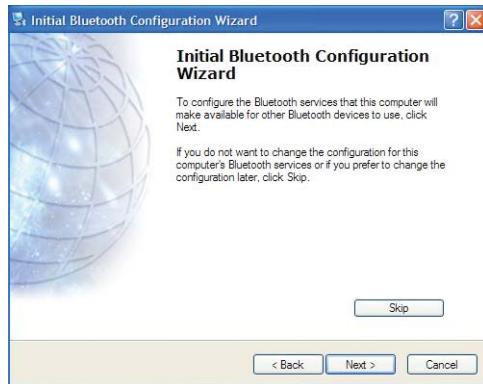 Initial Bluetooth Configuration Wizard
Initial Bluetooth Configuration
Wizard
To configure the Bluetooth services that this computer will
make available for other Bluetooth devices to use, click
Next.
If you do not want to change the configuration for this
computer's Bluetooth services or if you prefer to change the
configuration later, click Skip.
Skip
< Back Next > Cancel